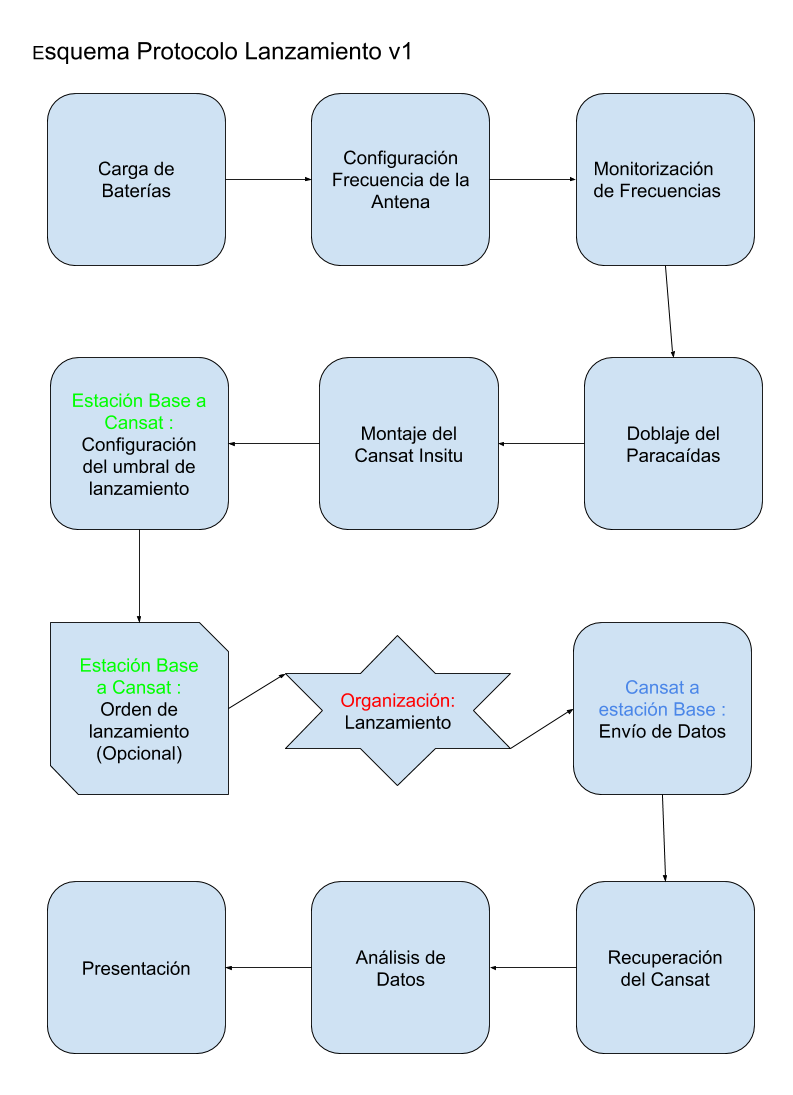 Esquema Protocolo Lanzamiento v1
Carga de
Baterías
Configuración
Frecuencia de la
Antena
Monitorización
de Frecuencias
Doblaje del
Paracaídas
Montaje del
Cansat Insitu
Estación Base a
Cansat :
Configuración
del umbral de
lanzamiento
Estación Base
a Cansat :
Orden de
lanzamiento
(Opcional)
Organización:
Lanzamiento
Cansat a
estación Base :
Envío de Datos
Recuperación
del Cansat
Análisis de
Datos
Presentación